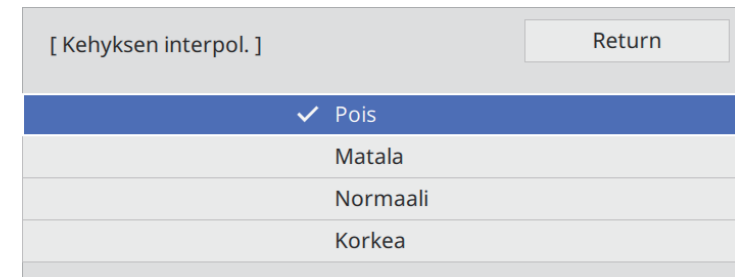 [ Kehyksen interpol. ]
Return
Pois
Matala
Normaali
Korkea